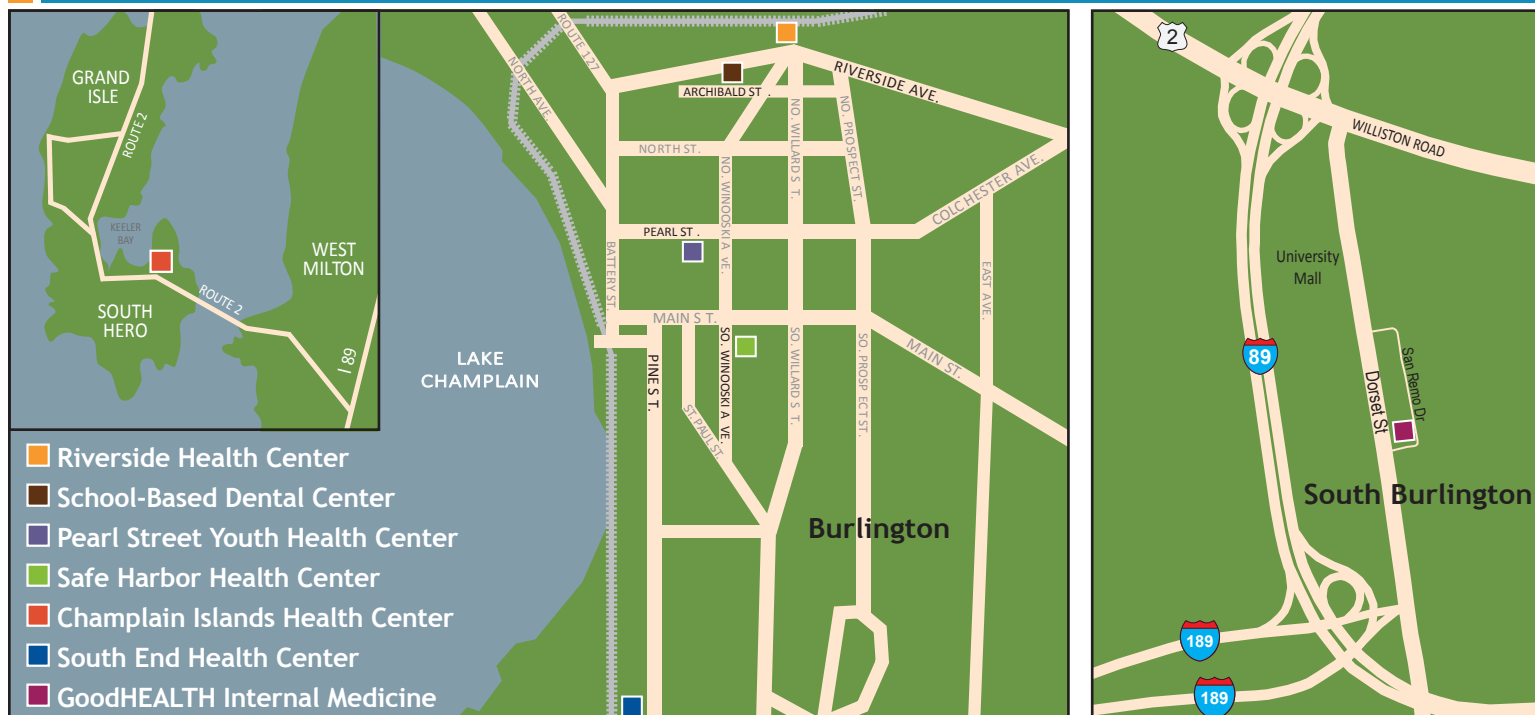 GRAND
ISLE
ROUTE 2
KEELER
BAY
WEST
MILTON
SOUTH
HERO
ROUTE 2
I 89
LAKE
CHAMPLAIN
Riverside Health Center
School-Based Dental Center
Pearl Street Youth Health Center
Safe Harbor Health Center
Champlain Islands Health Center
South End Health Center
GoodHEALTH Internal Medicine
ROUTE 127
NORTH AVE.
RIVERSIDE AVE.
ARCHIBALD ST .
NORTH ST.
NO. WILLARD S T.
NO. PROSPECT ST.
NO. WINOOSKI A VE.
COLCHESTER AVE.
PEARL ST .
BATTERY ST.
EAST AVE.
MAIN S T.
MAIN ST.
PINE S T.
ST. PAUL ST.
SO. WINOOSKI A VE.
SO. WILLARD S T.
SO. PROSP ECT ST.
Burlington
2
WILLISTON ROAD
University
Mall
89
San Remo Dr
Dorset St
South Burlington
189
189